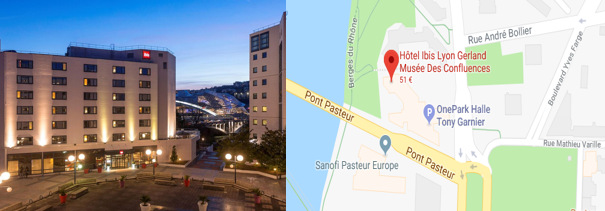 ibis
Rue André Bollier
Berges du Rhône
Hôtel Ibis Lyon Gerland
Musée Des Confluences
51 €
Boulevard Yves Farge
OnePark Halle
Tony Garnier
Pont Pasteur
Rue Mathieu Varille
Sanofi Pasteur Europe
Pont Pasteur